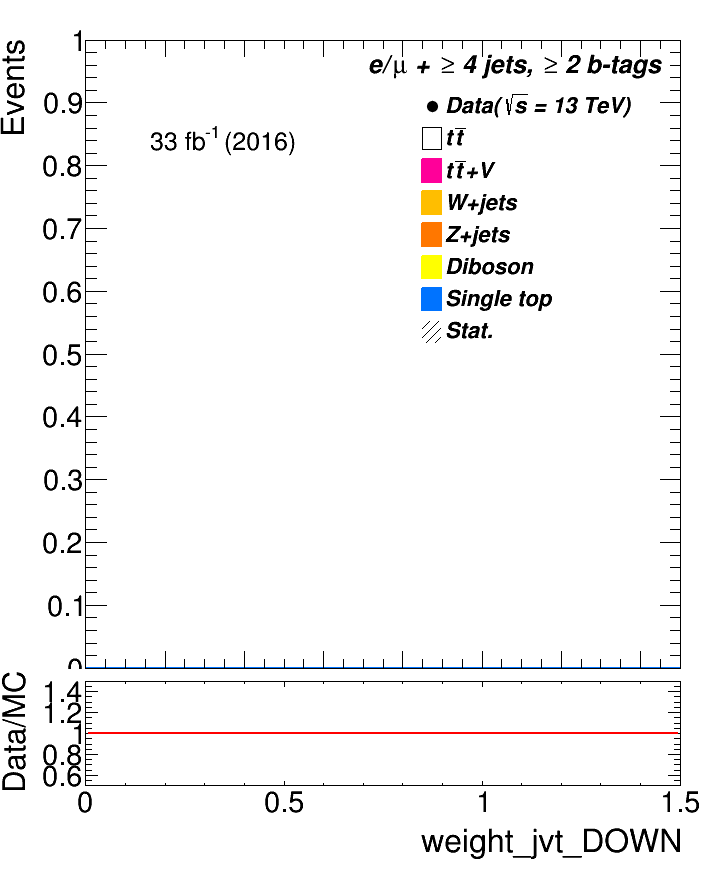 Events
1
0.9
0.8
0.7
0.6
0.5
0.4
0.3
0.2
0.1
0
e/μ + ≥ 4 jets, ≥ 2 b-tags
33 fb⁻¹ (2016)
Data(√s = 13 TeV)
tt̅
tt̅+V
W+jets
Z+jets
Diboson
Single top
Stat.
Data/MC
1.4
1.2
1
0.8
0.6
0 0.5 1 1.5
weight_jvt_DOWN